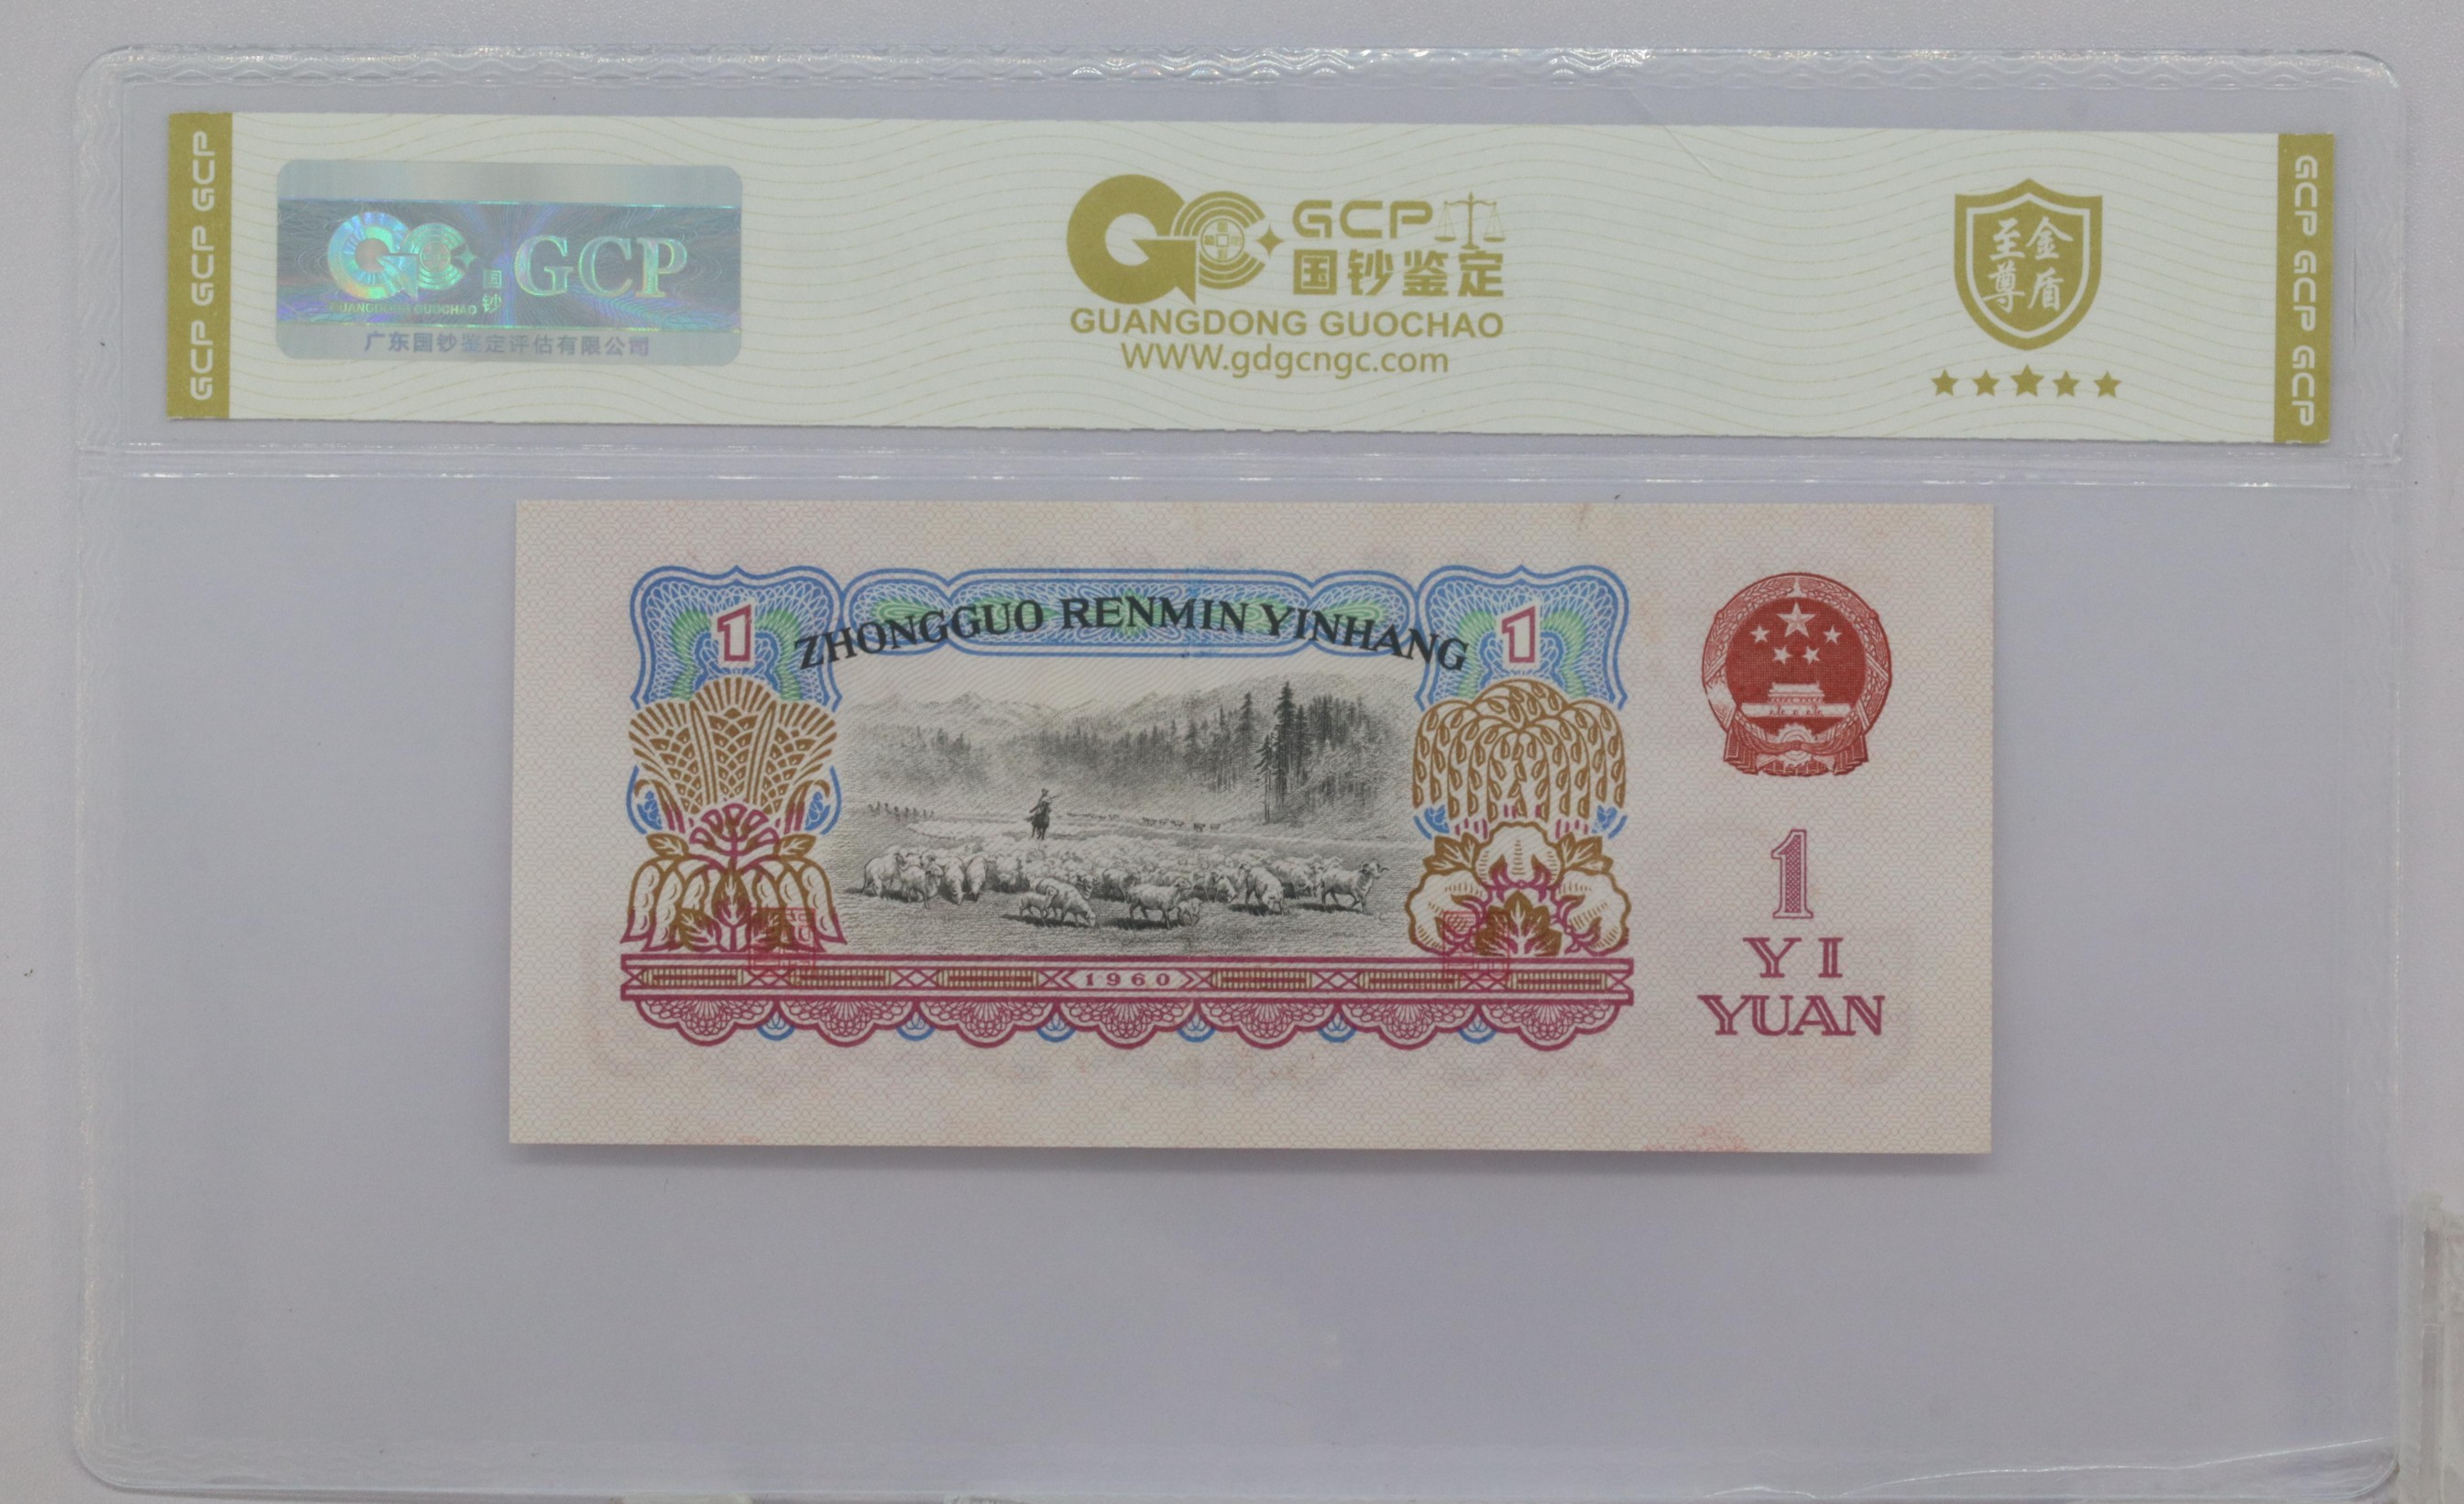 GCP GCP GCP
GC 国钞 GCP
GUANGDONG GUOCHAO
广东国钞鉴定评估有限公司
GC GCP
国钞鉴定
GUANGDONG GUOCHAO
WWW.gdgcngc.com
至尊 金盾
GCP GCP GCP
1 ZHONGGUO RENMIN YINHANG 1
1960
1
YI
YUAN